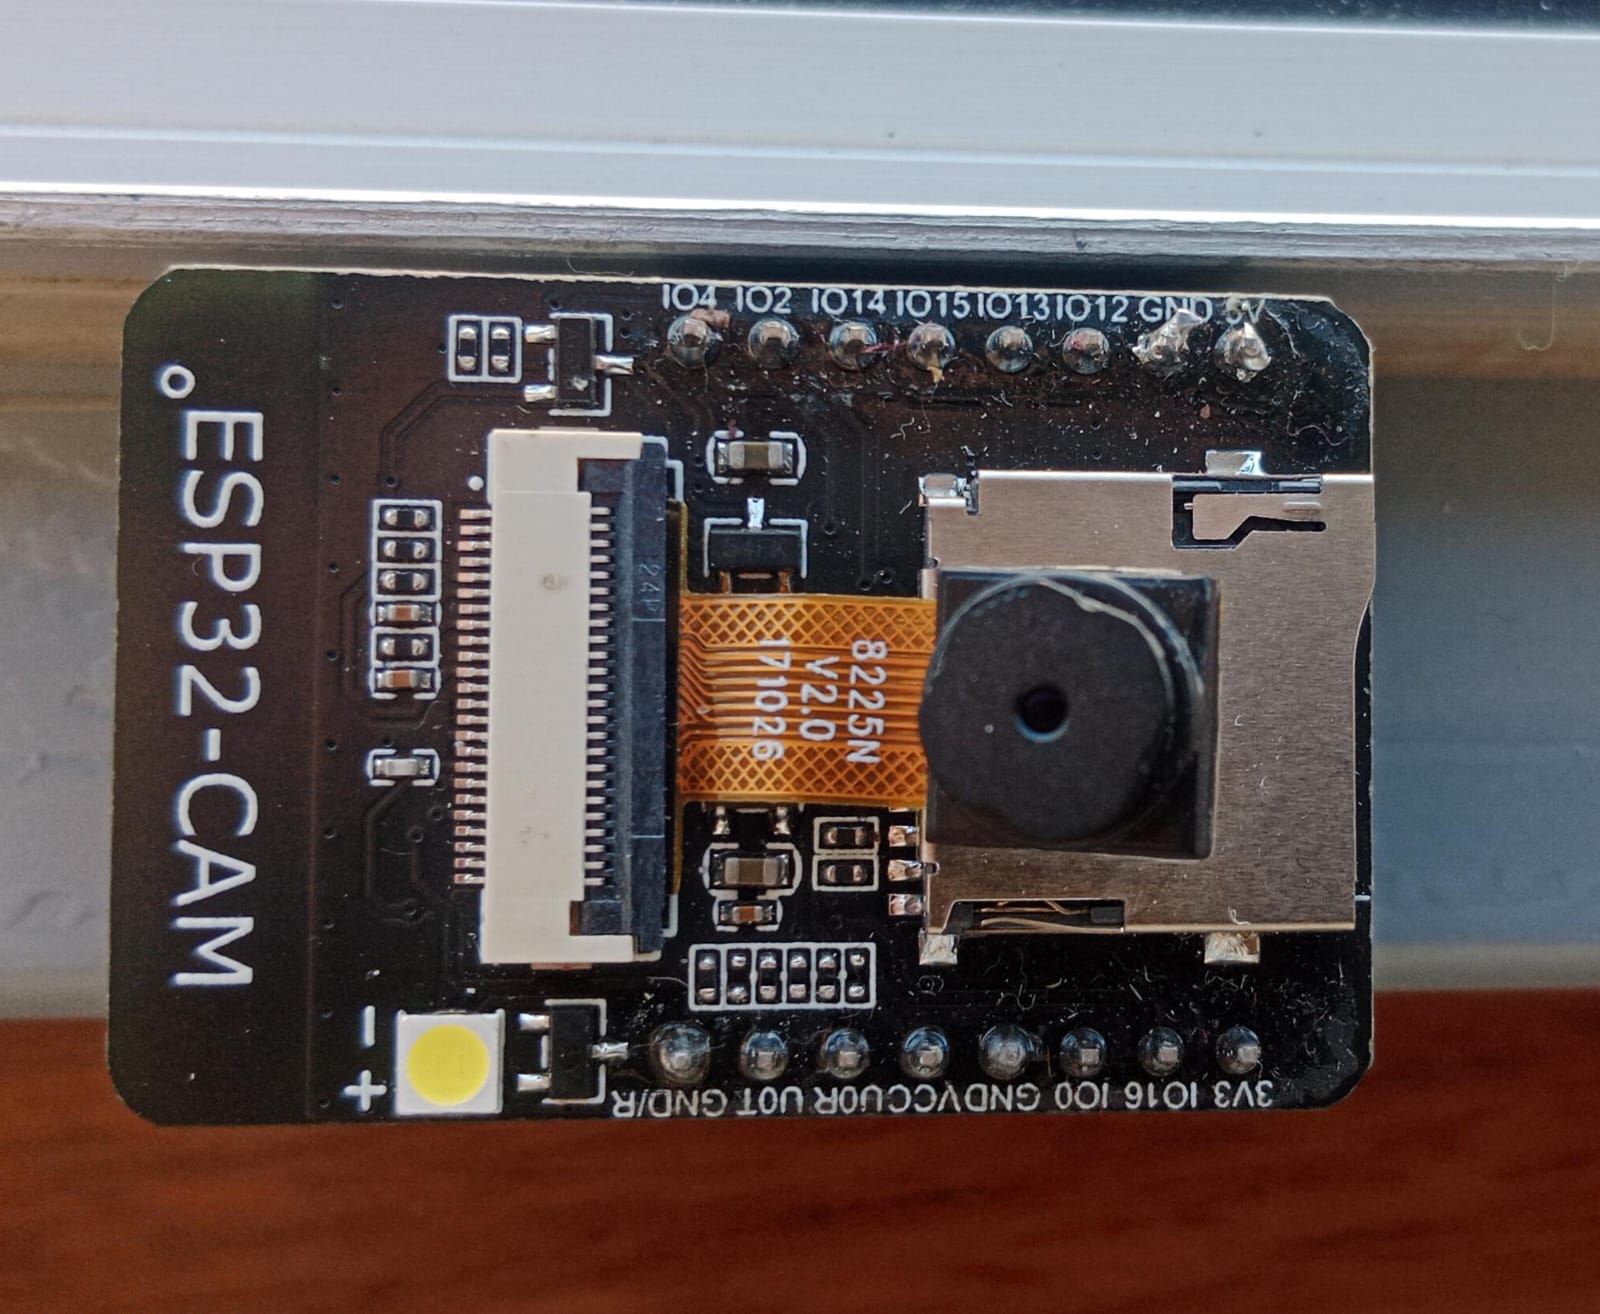 5V GND IO12 IO13 IO15 IO14 IO2 IO4
3V3 IO16 IO0 GND VCC U0R U0T GND/R
8225N
V2.0
171026
24P
- +
ESP32-CAM